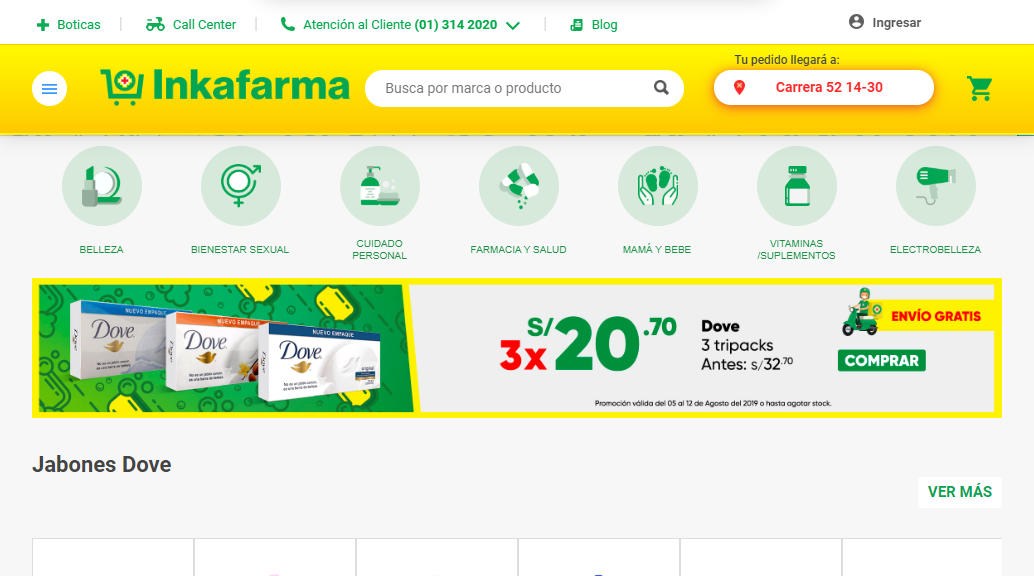 Boticas
Call Center
Atención al Cliente (01) 314 2020
Blog
Ingresar
Inkafarma
Busca por marca o producto
Tu pedido llegará a:
Carrera 52 14-30
BELLEZA
BIENESTAR SEXUAL
CUIDADO
PERSONAL
FARMACIA Y SALUD
MAMÁ Y BEBE
VITAMINAS
/SUPLEMENTOS
ELECTROBELLEZA
NUEVO EMPAQUE
Dove
NUEVO EMPAQUE
Dove
NUEVO EMPAQUE
Dove
3x
S/20.70
Dove
3 tripacks
Antes: s/32.70
ENVÍO GRATIS
COMPRAR
Promoción válida del 05 al 12 de Agosto del 2019 o hasta agotar stock.
Jabones Dove
VER MÁS